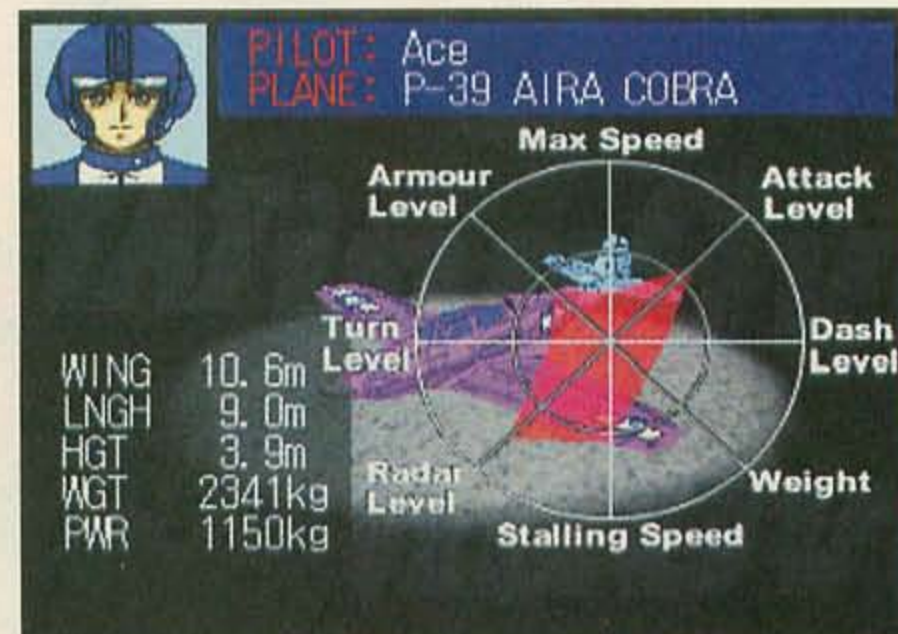 PILOT: Ace
PLANE: P-39 AIRA COBRA
Max Speed
Armour
Level
Attack
Level
Turn
Level
Dash
Level
WING 10. 6m
LNGH 9. 0m
HGT 3. 9m
WGT 2341kg
PWR 1150kg
Radar
Level
Weight
Stalling Speed